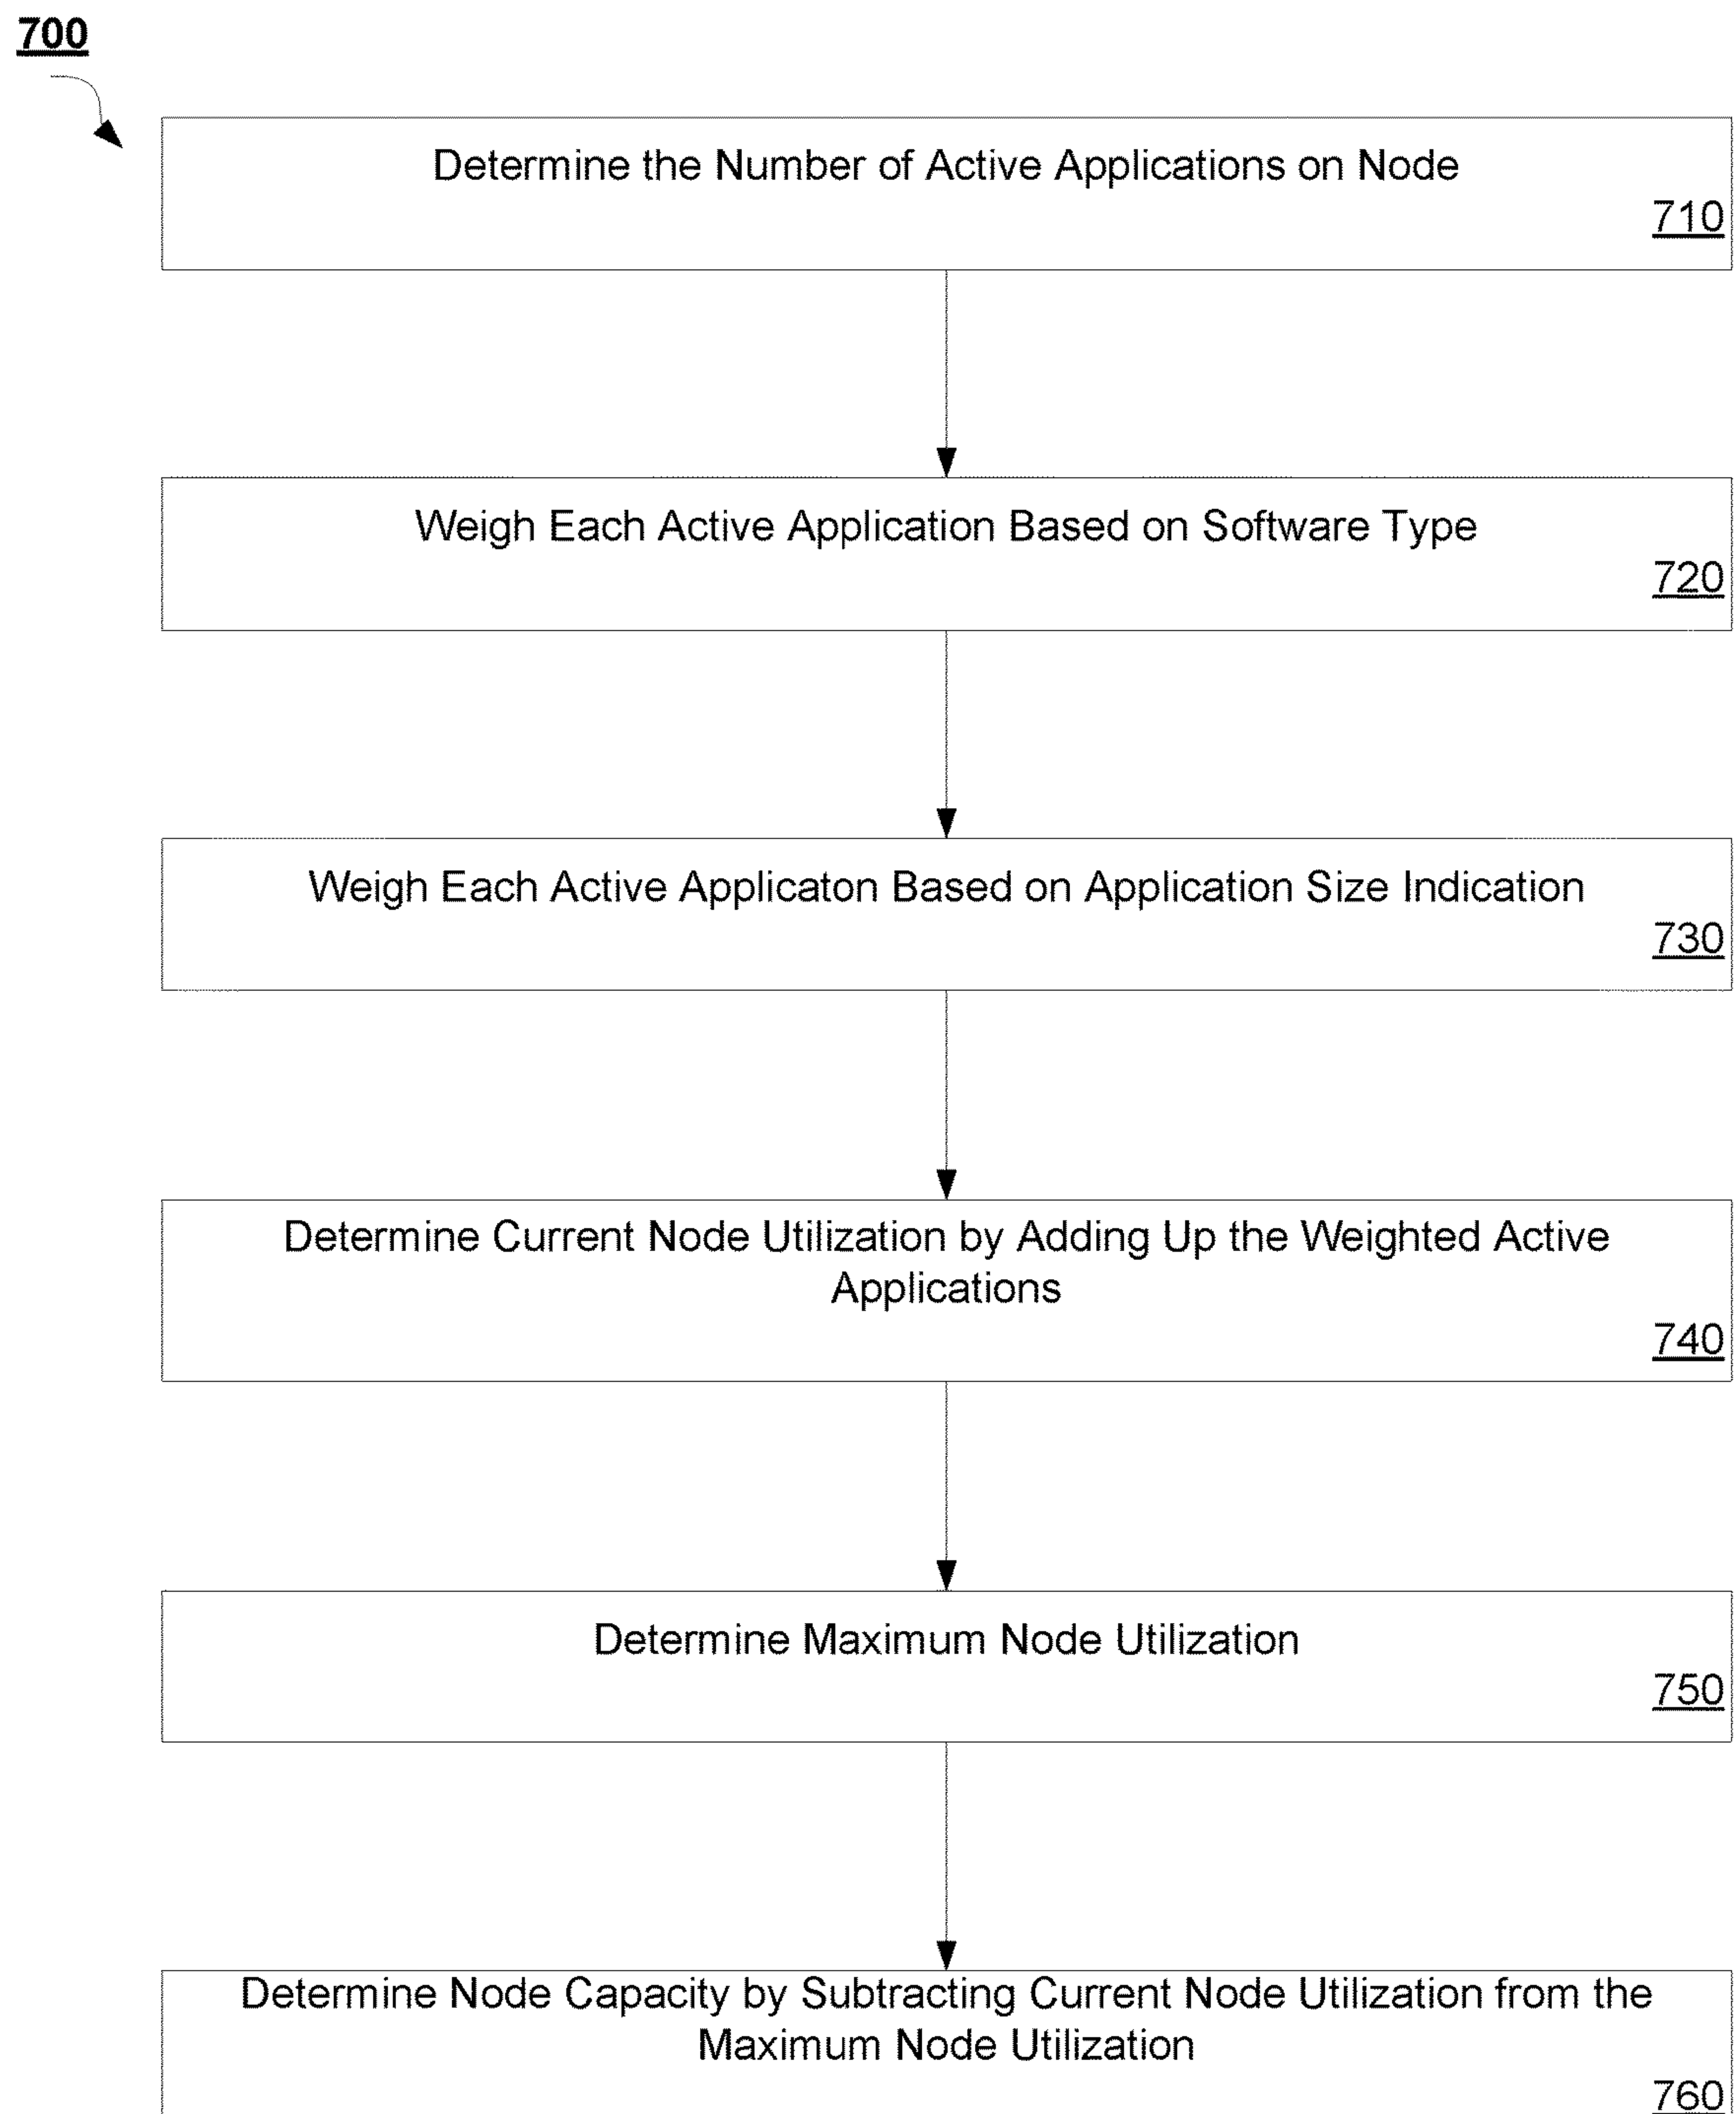 700
Determine the Number of Active Applications on Node
710
Weigh Each Active Application Based on Software Type
720
Weigh Each Active Applicaton Based on Application Size Indication
730
Determine Current Node Utilization by Adding Up the Weighted Active
Applications
740
Determine Maximum Node Utilization
750
Determine Node Capacity by Subtracting Current Node Utilization from the
Maximum Node Utilization
760